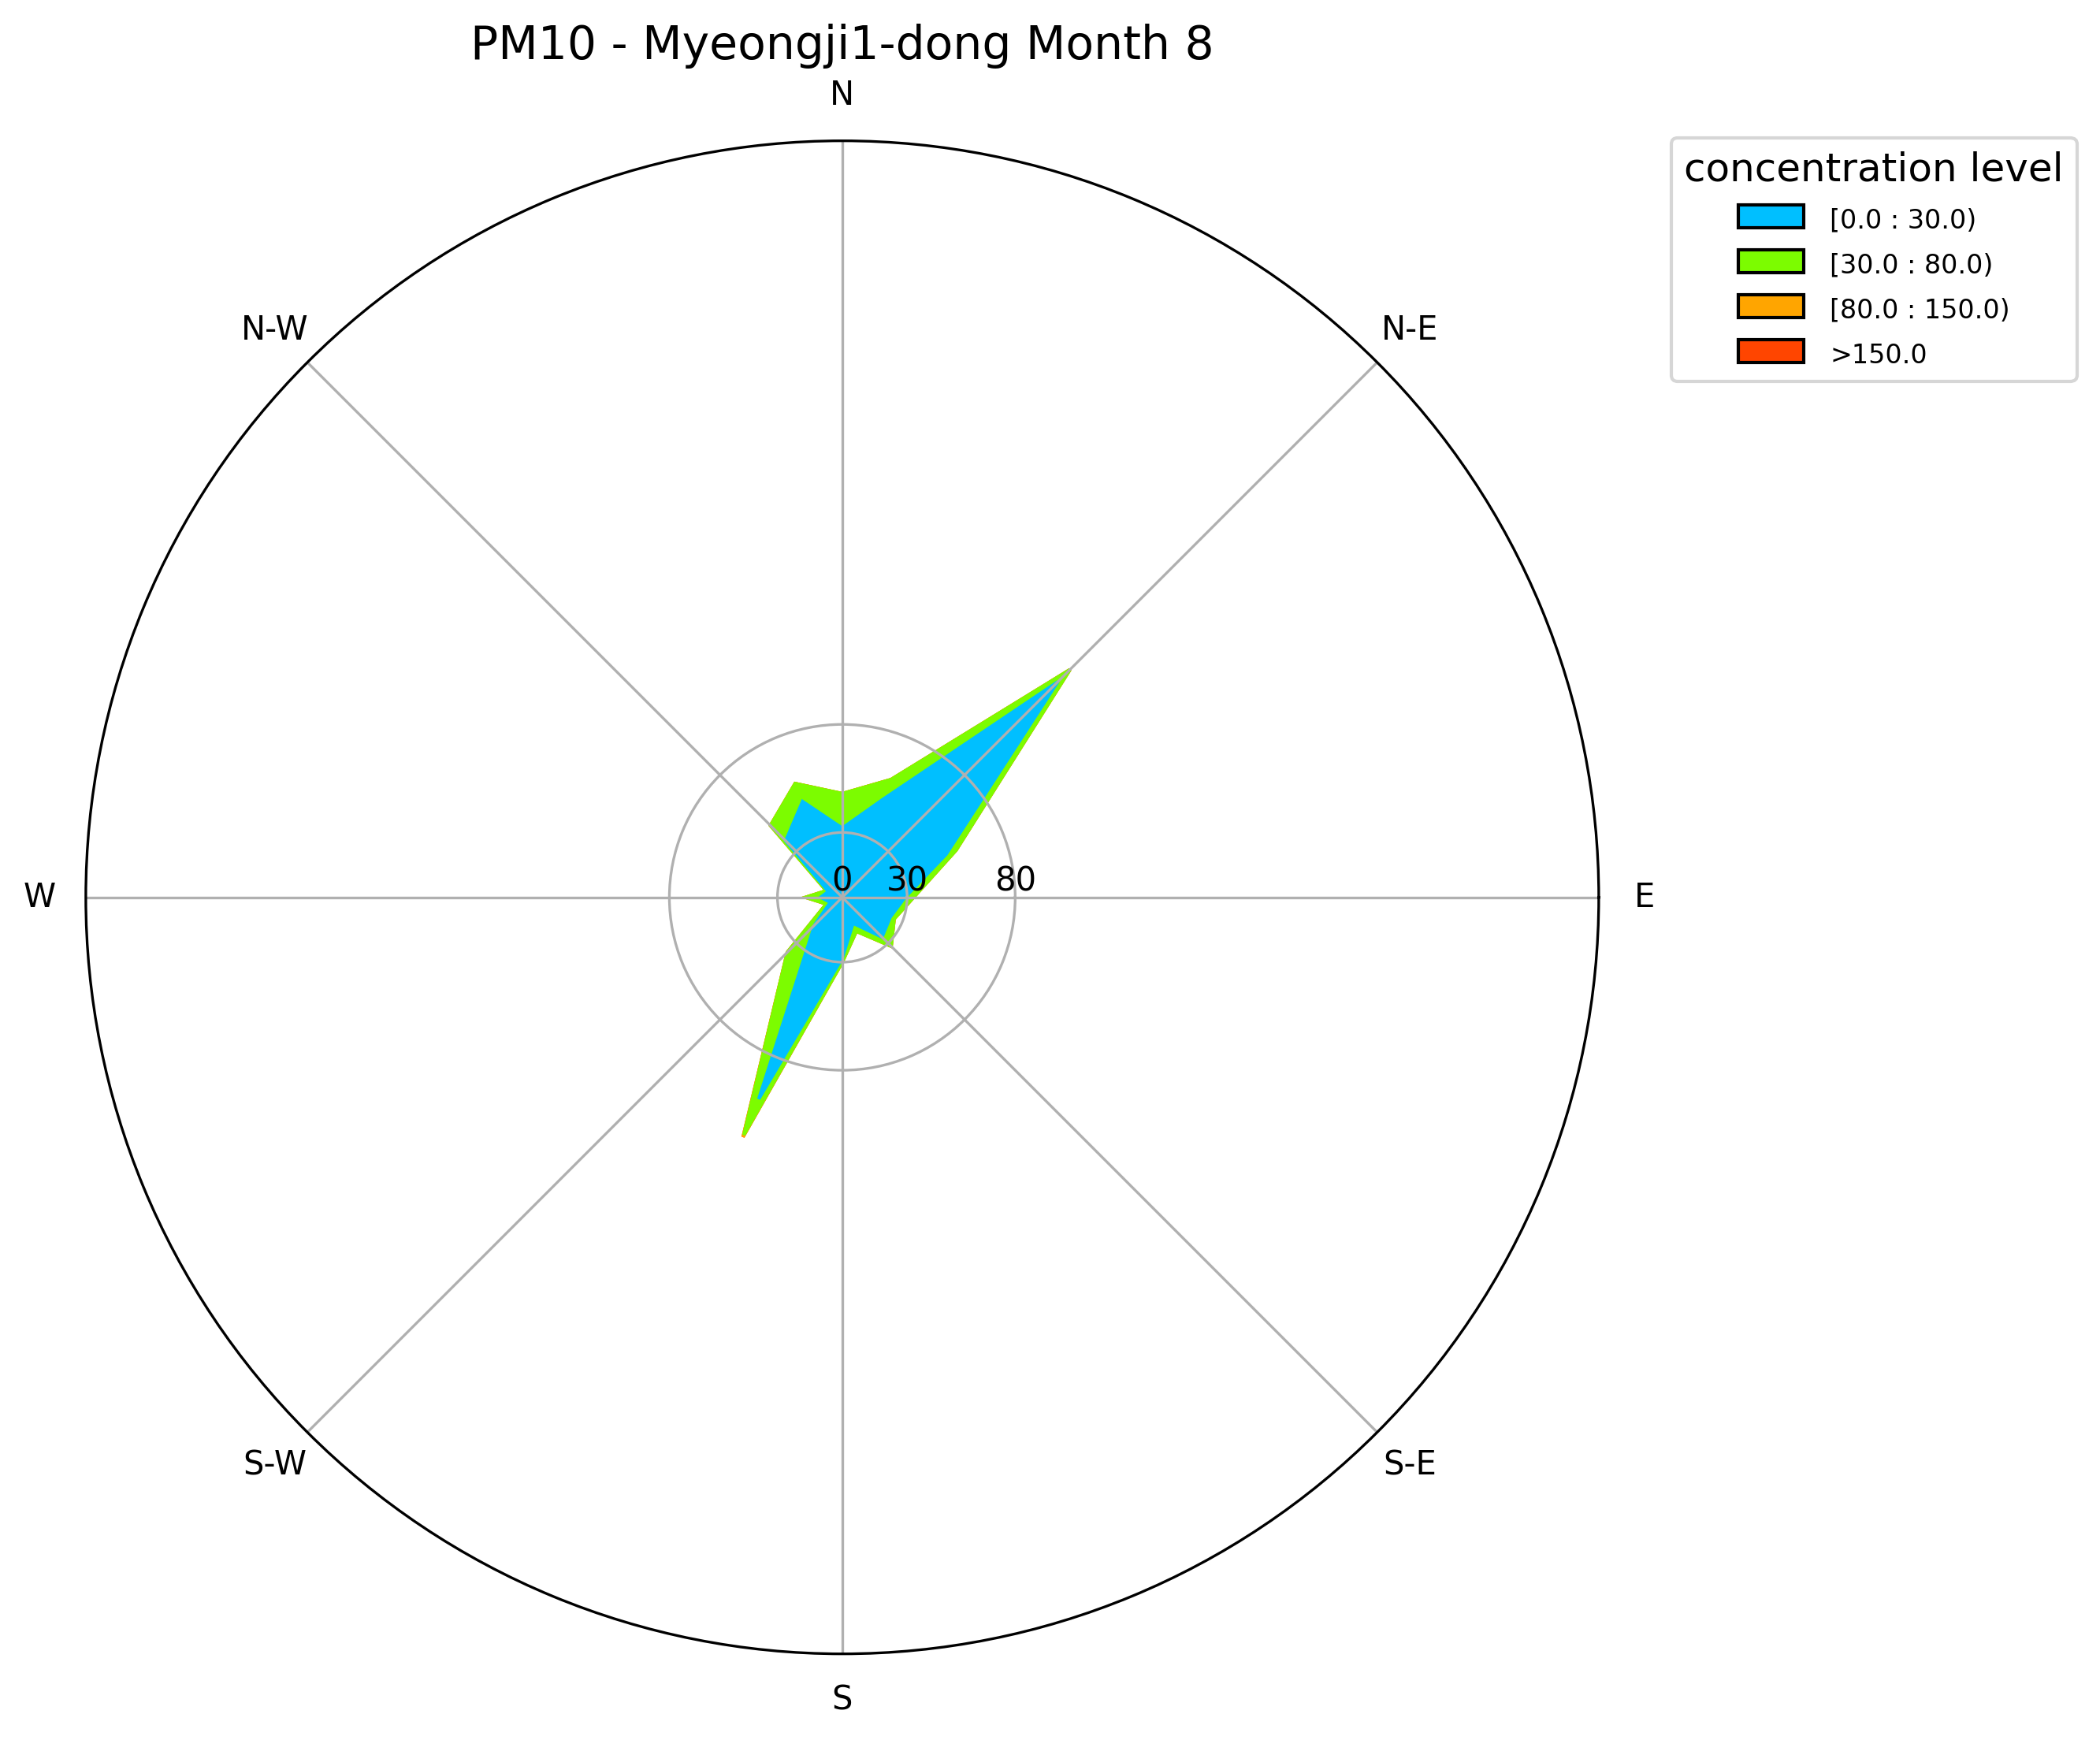 PM10 - Myeongji1-dong Month 8
N
concentration level
[0.0 : 30.0)
[30.0 : 80.0)
[80.0 : 150.0)
>150.0
N-W
N-E
0 30 80
W
E
S-W
S-E
S